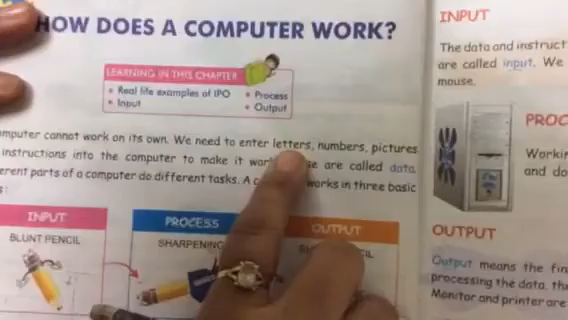 HOW DOES A COMPUTER WORK?
LEARNING IN THIS CHAPTER
• Real life examples of IPO
• Process
• Input
• Output
mputer cannot work on its own. We need to enter letters, numbers, pictures
instructions into the computer to make it are called data.
erent parts of a computer do different tasks. A works in three basic
s:
INPUT
BLUNT PENCIL
PROCESS
SHARPENING
OUTPUT
INPUT
The data and instruct
are called input. We
mouse.
PROC
Workin
and do
OUTPUT
Output means the fin
processing the data. th
Monitor and printer are